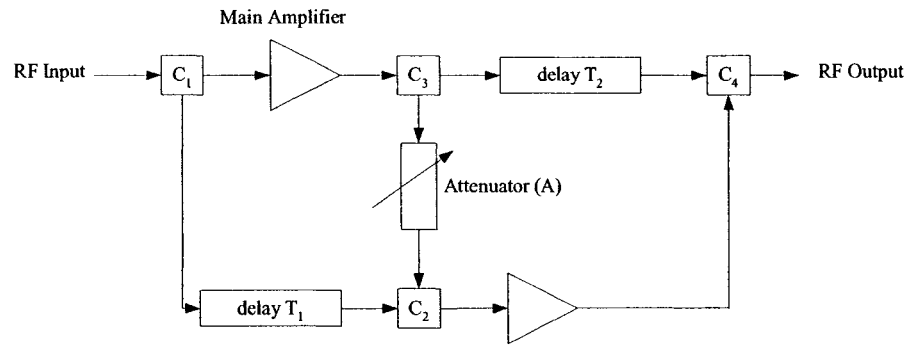 Main Amplifier
RF Input
C1
C3
delay T2
C4
RF Output
Attenuator (A)
delay T1
C2